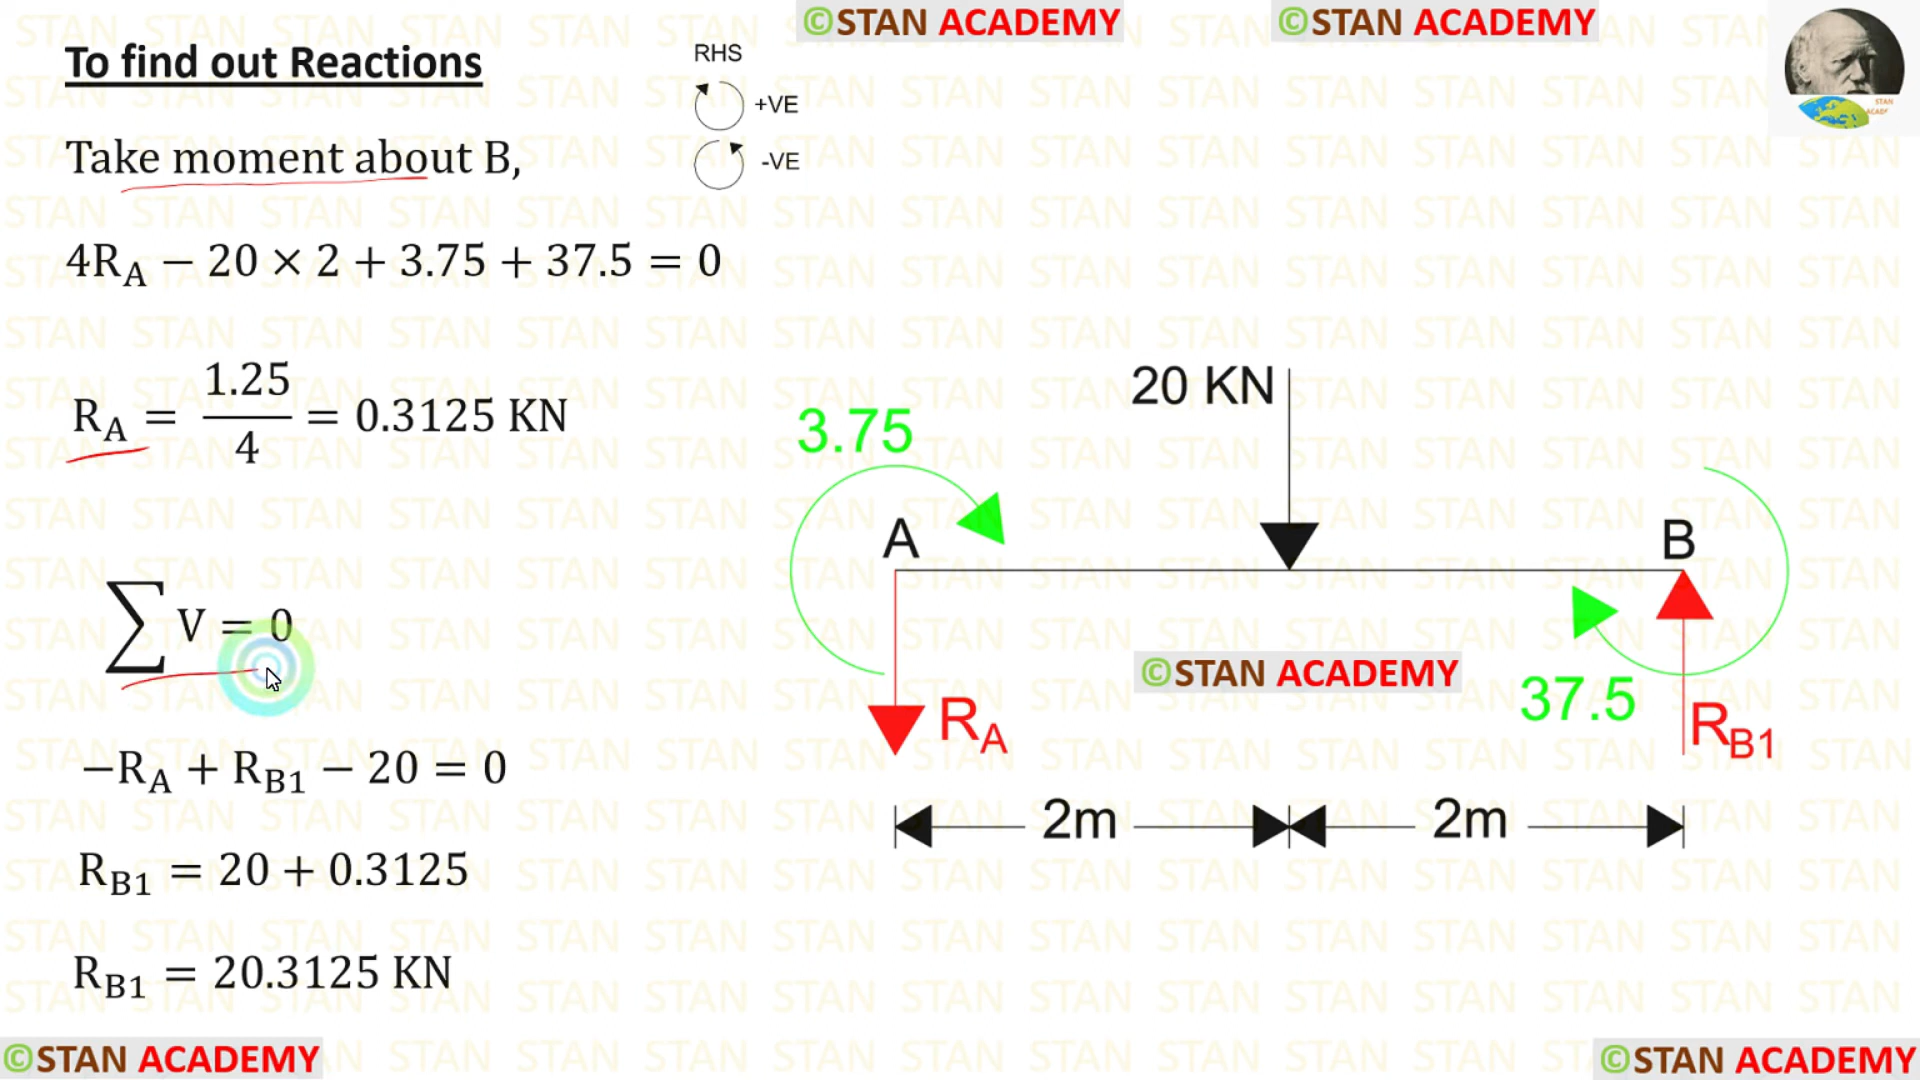 ©STAN ACADEMY
©STAN ACADEMY
To find out Reactions
RHS
+VE
-VE
STAN
ACADEMY
Take moment about B,
4R_A − 20 × 2 + 3.75 + 37.5 = 0
R_A = 1.25/4 = 0.3125 KN
∑ V = 0
−R_A + R_B1 − 20 = 0
R_B1 = 20 + 0.3125
R_B1 = 20.3125 KN
20 KN
3.75
A
B
©STAN ACADEMY
37.5
R_A
R_B1
2m
2m
©STAN ACADEMY
©STAN ACADEMY